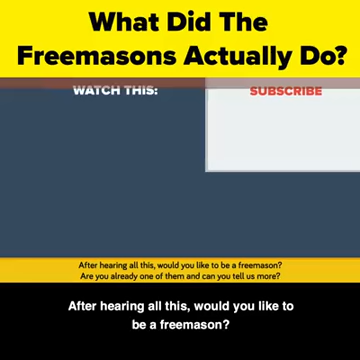 What Did The
Freemasons Actually Do?
WATCH THIS:
SUBSCRIBE
After hearing all this, would you like to be a freemason?
Are you already one of them and can you tell us more?
After hearing all this, would you like to
be a freemason?